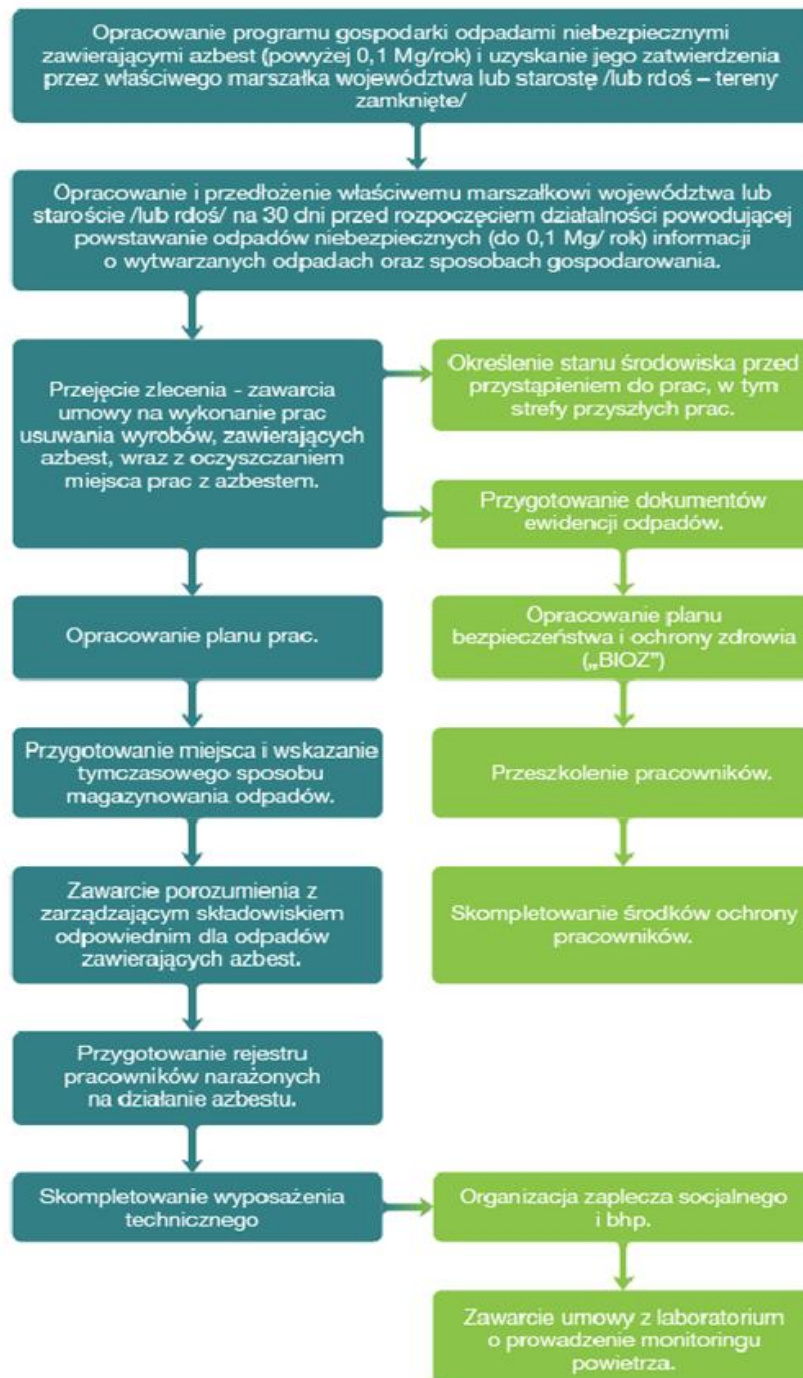 Opracowanie programu gospodarki odpadami niebezpiecznymi
zawierającymi azbest (powyżej 0,1 Mg/rok) i uzyskanie jego zatwierdzenia
przez właściwego marszałka województwa lub starostę /lub rdoś – tereny
zamknięte/
Opracowanie i przedłożenie właściwemu marszałkowi województwa lub
staroście /lub rdoś/ na 30 dni przed rozpoczęciem działalności powodującej
powstawanie odpadów niebezpiecznych (do 0,1 Mg/ rok) informacji
o wytwarzanych odpadach oraz sposobach gospodarowania.
Przejęcie zlecenia - zawarcia
umowy na wykonanie prac
usuwania wyrobów, zawierających
azbest, wraz z oczyszczaniem
miejsca prac z azbestem.
Określenie stanu środowiska przed
przystąpieniem do prac, w tym
strefy przyszłych prac.
Przygotowanie dokumentów
ewidencji odpadów.
Opracowanie planu prac.
Opracowanie planu
bezpieczeństwa i ochrony zdrowia
(„BIOZ”)
Przygotowanie miejsca i wskazanie
tymczasowego sposobu
magazynowania odpadów.
Przeszkolenie pracowników.
Zawarcie porozumienia z
zarządzającym składowiskiem
odpowiednim dla odpadów
zawierających azbest.
Skompletowanie środków ochrony
pracowników.
Przygotowanie rejestru
pracowników narażonych
na działanie azbestu.
Skompletowanie wyposażenia
technicznego
Organizacja zaplecza socjalnego
i bhp.
Zawarcie umowy z laboratorium
o prowadzenie monitoringu
powietrza.